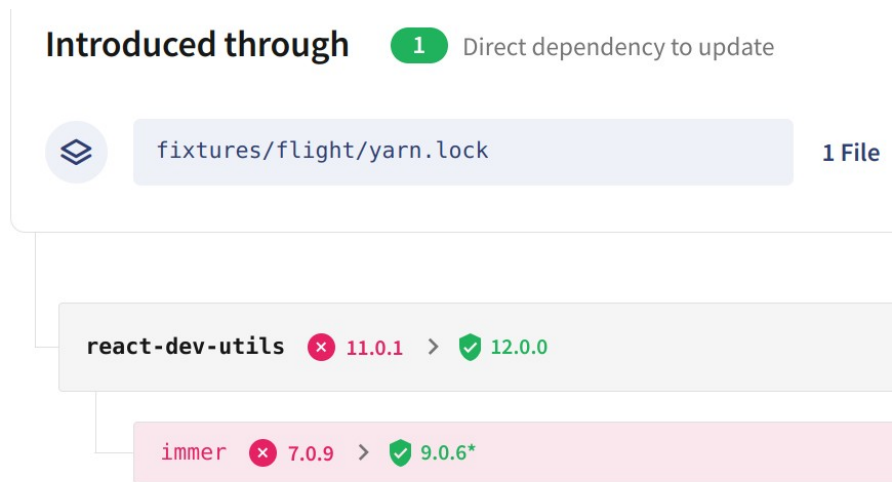 Introduced through 1 Direct dependency to update
fixtures/flight/yarn.lock 1 File
react-dev-utils 11.0.1 > 12.0.0
immer 7.0.9 > 9.0.6*